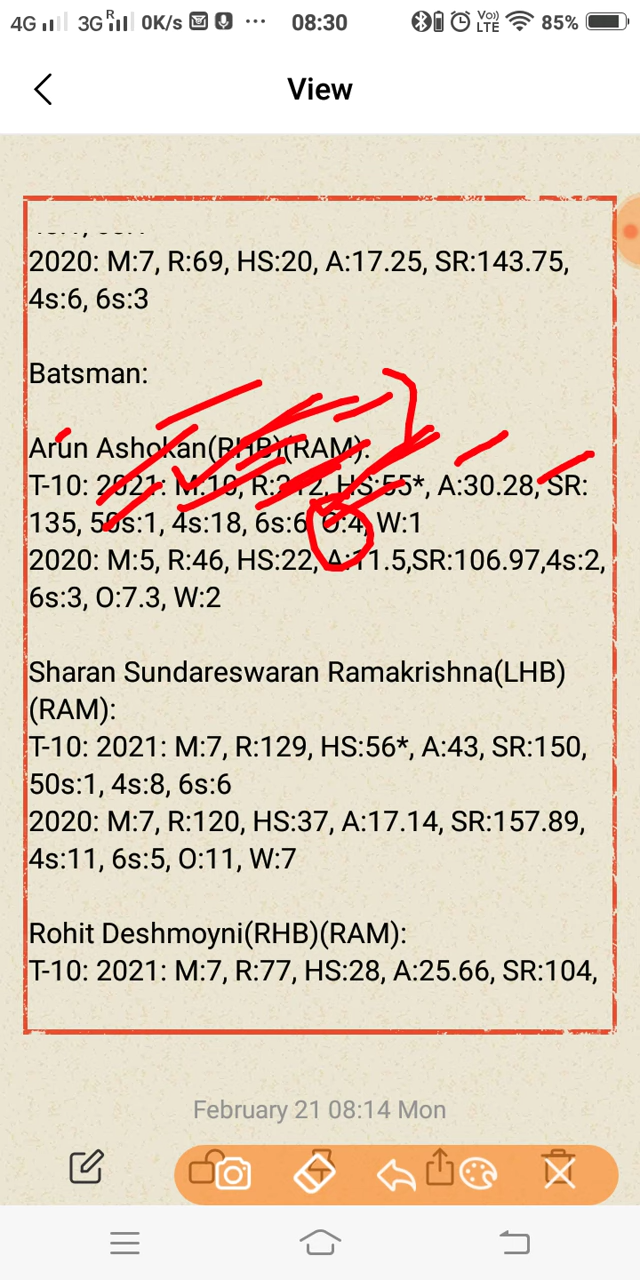 4G 3G R 0K/s ... 08:30 Vo)) LTE 85%
View
2020: M:7, R:69, HS:20, A:17.25, SR:143.75,
4s:6, 6s:3
Batsman:
Arun Ashokan(RHB)(RAM):
T-10: 2021: M:10, R:212, HS:55*, A:30.28, SR:
135, 50s:1, 4s:18, 6s:6, O:4, W:1
2020: M:5, R:46, HS:22, A:11.5,SR:106.97,4s:2,
6s:3, O:7.3, W:2
Sharan Sundareswaran Ramakrishna(LHB)
(RAM):
T-10: 2021: M:7, R:129, HS:56*, A:43, SR:150,
50s:1, 4s:8, 6s:6
2020: M:7, R:120, HS:37, A:17.14, SR:157.89,
4s:11, 6s:5, O:11, W:7
Rohit Deshmoyni(RHB)(RAM):
T-10: 2021: M:7, R:77, HS:28, A:25.66, SR:104,
February 21 08:14 Mon